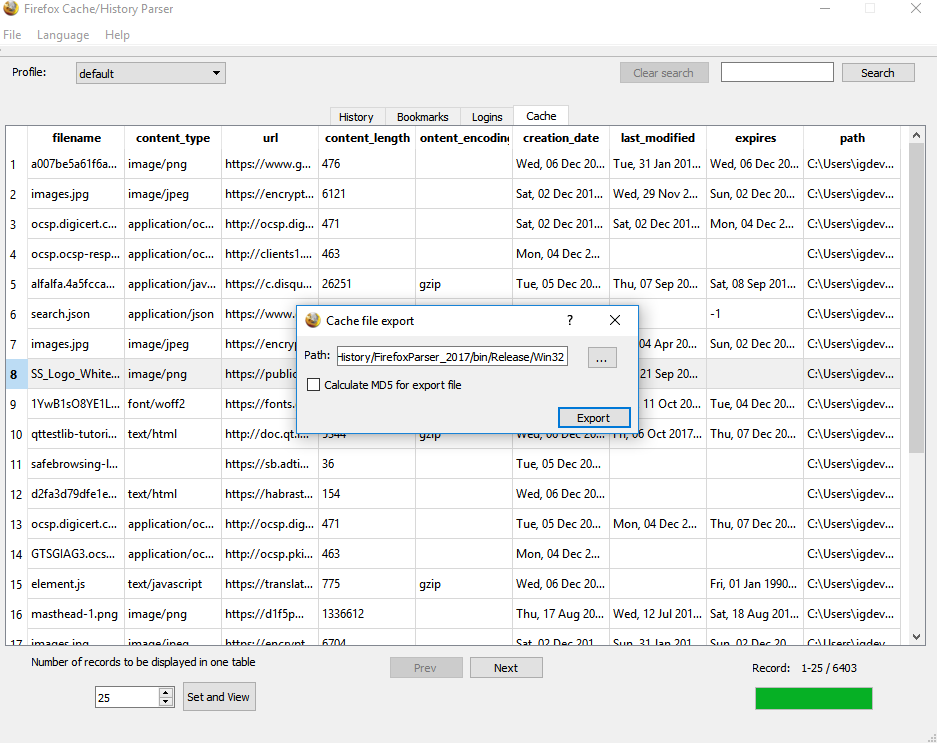 Firefox Cache/History Parser
File Language Help
Profile: default Clear search Search
History Bookmarks Logins Cache
filename content_type url content_length ontent_encoding creation_date last_modified expires path
1 a007be5a61f6a... image/png https://www.g... 476 Wed, 06 Dec 20... Tue, 31 Jan 201... Wed, 06 Dec 20... C:\Users\igdev...
2 images.jpg image/jpeg https://encrypt... 6121 Sat, 02 Dec 201... Wed, 29 Nov 2... Sun, 02 Dec 20... C:\Users\igdev...
3 ocsp.digicert.c... application/oc... http://ocsp.dig... 471 Sat, 02 Dec 201... Sat, 02 Dec 201... Mon, 04 Dec 2... C:\Users\igdev...
4 ocsp.ocsp-resp... application/oc... http://clients1.... 463 Mon, 04 Dec 2... C:\Users\igdev...
5 alfalfa.4a5fcca... application/jav... https://c.disqu... 26251 gzip Tue, 05 Dec 20... Thu, 07 Sep 20... Sat, 08 Sep 201... C:\Users\igdev...
6 search.json application/json https://www. -1 C:\Users\igdev...
7 images.jpg image/jpeg https://encryp 04 Apr 20... Sun, 02 Dec 20... C:\Users\igdev...
8 SS_Logo_White... image/png https://public 21 Sep 20... C:\Users\igdev...
9 1YwB1sO8YE1L... font/woff2 https://fonts. 11 Oct 20... Tue, 04 Dec 20... C:\Users\igdev...
10 qttestlib-tutori... text/html http://doc.qt.i 5344 gzip Wed, 06 Dec 20... Fri, 06 Oct 2017... Thu, 07 Dec 20... C:\Users\igdev...
11 safebrowsing-l... https://sb.adti... 36 Tue, 05 Dec 20... C:\Users\igdev...
12 d2fa3d79dfe1e... text/html https://habrast... 154 Wed, 06 Dec 20... C:\Users\igdev...
13 ocsp.digicert.c... application/oc... http://ocsp.dig... 471 Tue, 05 Dec 20... Mon, 04 Dec 2... Thu, 07 Dec 20... C:\Users\igdev...
14 GTSGIAG3.ocs... application/oc... http://ocsp.pki... 463 Mon, 04 Dec 2... C:\Users\igdev...
15 element.js text/javascript https://translat... 775 gzip Wed, 06 Dec 20... Fri, 01 Jan 1990... C:\Users\igdev...
16 masthead-1.png image/png https://d1f5p... 1336612 Thu, 17 Aug 20... Wed, 12 Jul 201... Sat, 18 Aug 201... C:\Users\igdev...
17 images.jpg image/jpeg https://encrypt... 6704 Sat, 02 Dec 201... Sun, 31 Jan 201... Sun, 02 Dec 20... C:\Users\igdev...
Cache file export ?
Path: History/FirefoxParser_2017/bin/Release/Win32 ...
Calculate MD5 for export file
Export
Number of records to be displayed in one table
Prev Next Record: 1-25 / 6403
25 Set and View